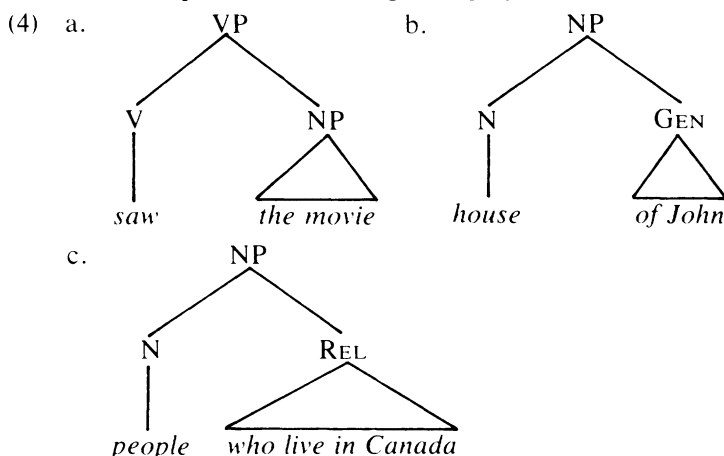 (4) a. VP b. NP
V NP N GEN
saw the movie house of John
c. NP
N REL
people who live in Canada